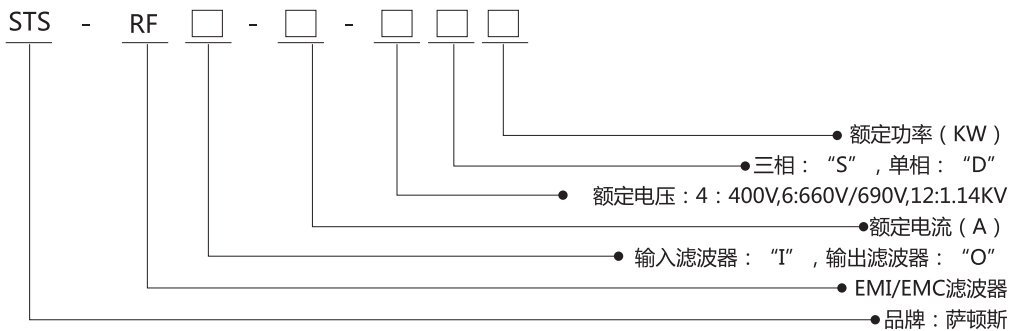 STS - RF□ - □ - □□□
额定功率（KW）
三相：“S”，单相：“D”
额定电压：4：400V,6:660V/690V,12:1.14KV
额定电流（A）
输入滤波器：“I”，输出滤波器：“O”
EMI/EMC滤波器
品牌：萨顿斯